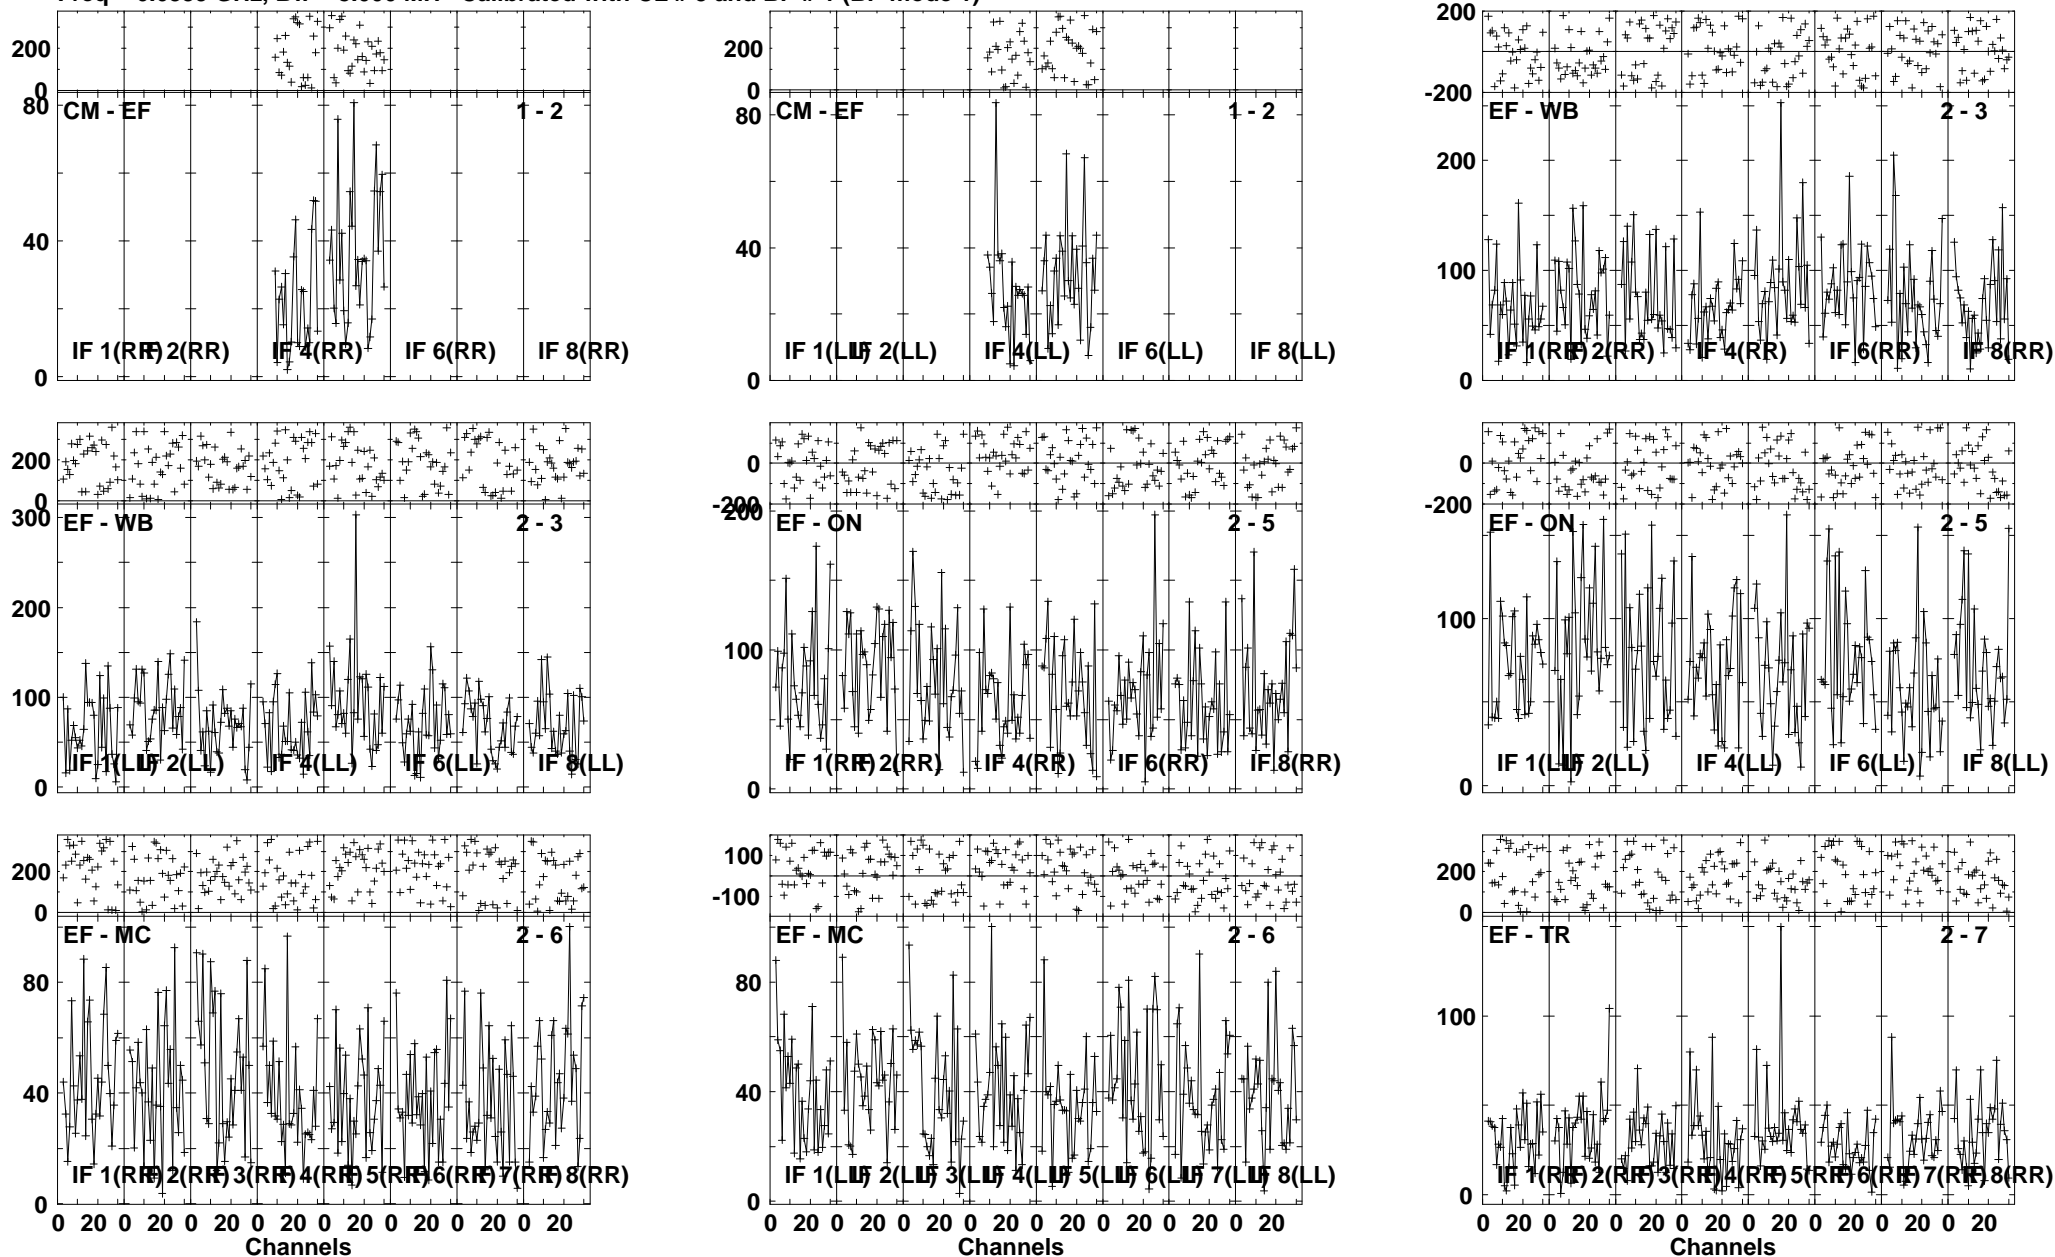 200
0
80
40
0
CM - EF 1 - 2
IF 1(RR) IF 2(RR) IF 4(RR) IF 6(RR) IF 8(RR)
200
0
80
40
0
CM - EF 1 - 2
IF 1(LL) IF 2(LL) IF 4(LL) IF 6(LL) IF 8(LL)
200
-200
200
100
0
EF - WB 2 - 3
IF 1(RR) IF 2(RR) IF 4(RR) IF 6(RR) IF 8(RR)
200
0
300
200
100
0
EF - WB 2 - 3
IF 1(LL) IF 2(LL) IF 4(LL) IF 6(LL) IF 8(LL)
200
0
-200
200
100
0
EF - ON 2 - 5
IF 1(RR) IF 2(RR) IF 4(RR) IF 6(RR) IF 8(RR)
200
0
-200
100
0
EF - ON 2 - 5
IF 1(LL) IF 2(LL) IF 4(LL) IF 6(LL) IF 8(LL)
200
0
80
40
0
EF - MC 2 - 6
IF 1(RR) IF 2(RR) IF 3(RR) IF 4(RR) IF 5(RR) IF 6(RR) IF 7(RR) IF 8(RR)
0 20 0 20 0 20 0 20 0 20 0 20 0 20 0 20
Channels
100
-100
80
40
0
EF - MC 2 - 6
IF 1(LL) IF 2(LL) IF 3(LL) IF 4(LL) IF 5(LL) IF 6(LL) IF 7(LL) IF 8(LL)
0 20 0 20 0 20 0 20 0 20 0 20 0 20 0 20
Channels
200
0
100
0
EF - TR 2 - 7
IF 1(RR) IF 2(RR) IF 3(RR) IF 4(RR) IF 5(RR) IF 6(RR) IF 7(RR) IF 8(RR)
0 20 0 20 0 20 0 20 0 20 0 20 0 20 0 20
Channels